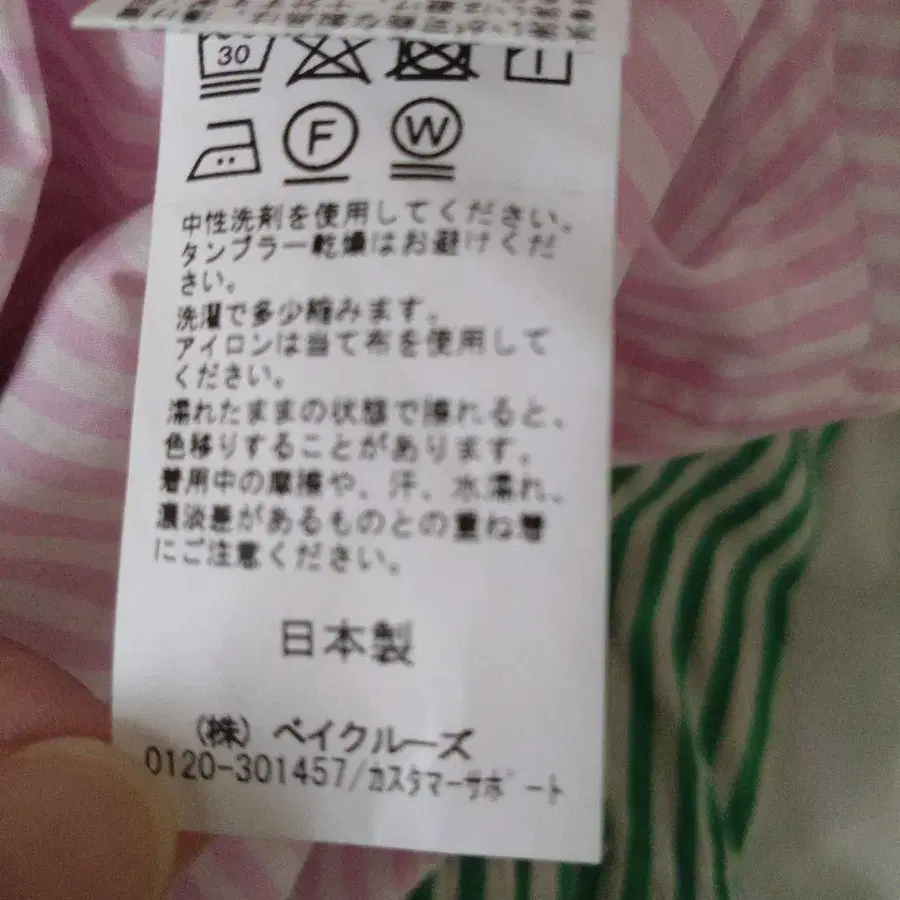 30
F W
中性洗剤を使用してください。
タンブラー乾燥はお避けくだ
さい。
洗濯で多少縮みます。
アイロンは当て布を使用して
ください。
濡れたままの状態で擦れると、
色移りすることがあります。
着用中の摩擦や、汗、水濡れ、
濃淡差があるものとの重ね着
にご注意ください。
日本製
(株) ベイクルーズ
0120-301457/カスタマーサポート